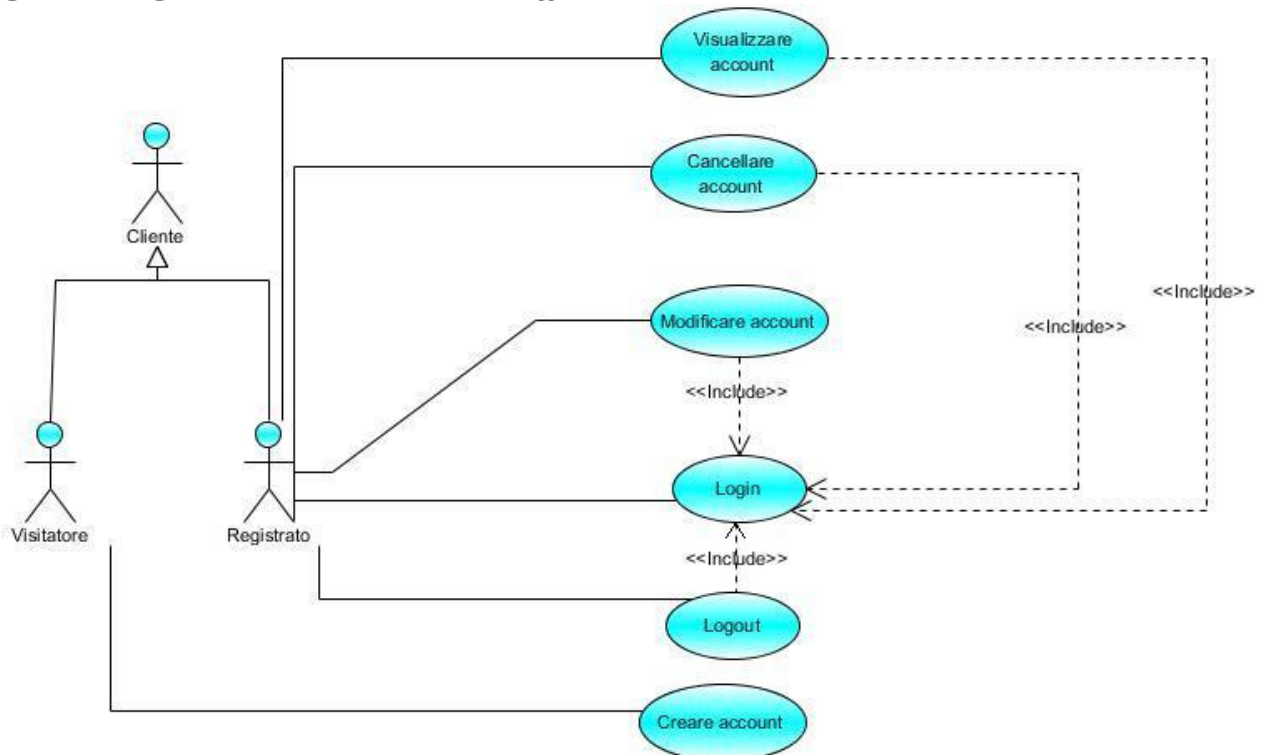 Visualizzare
account
Cancellare
account
Cliente
<<Include>>
Modificare account
<<Include>>
<<Include>>
Login
Visitatore
Registrato
<<Include>>
Logout
Creare account